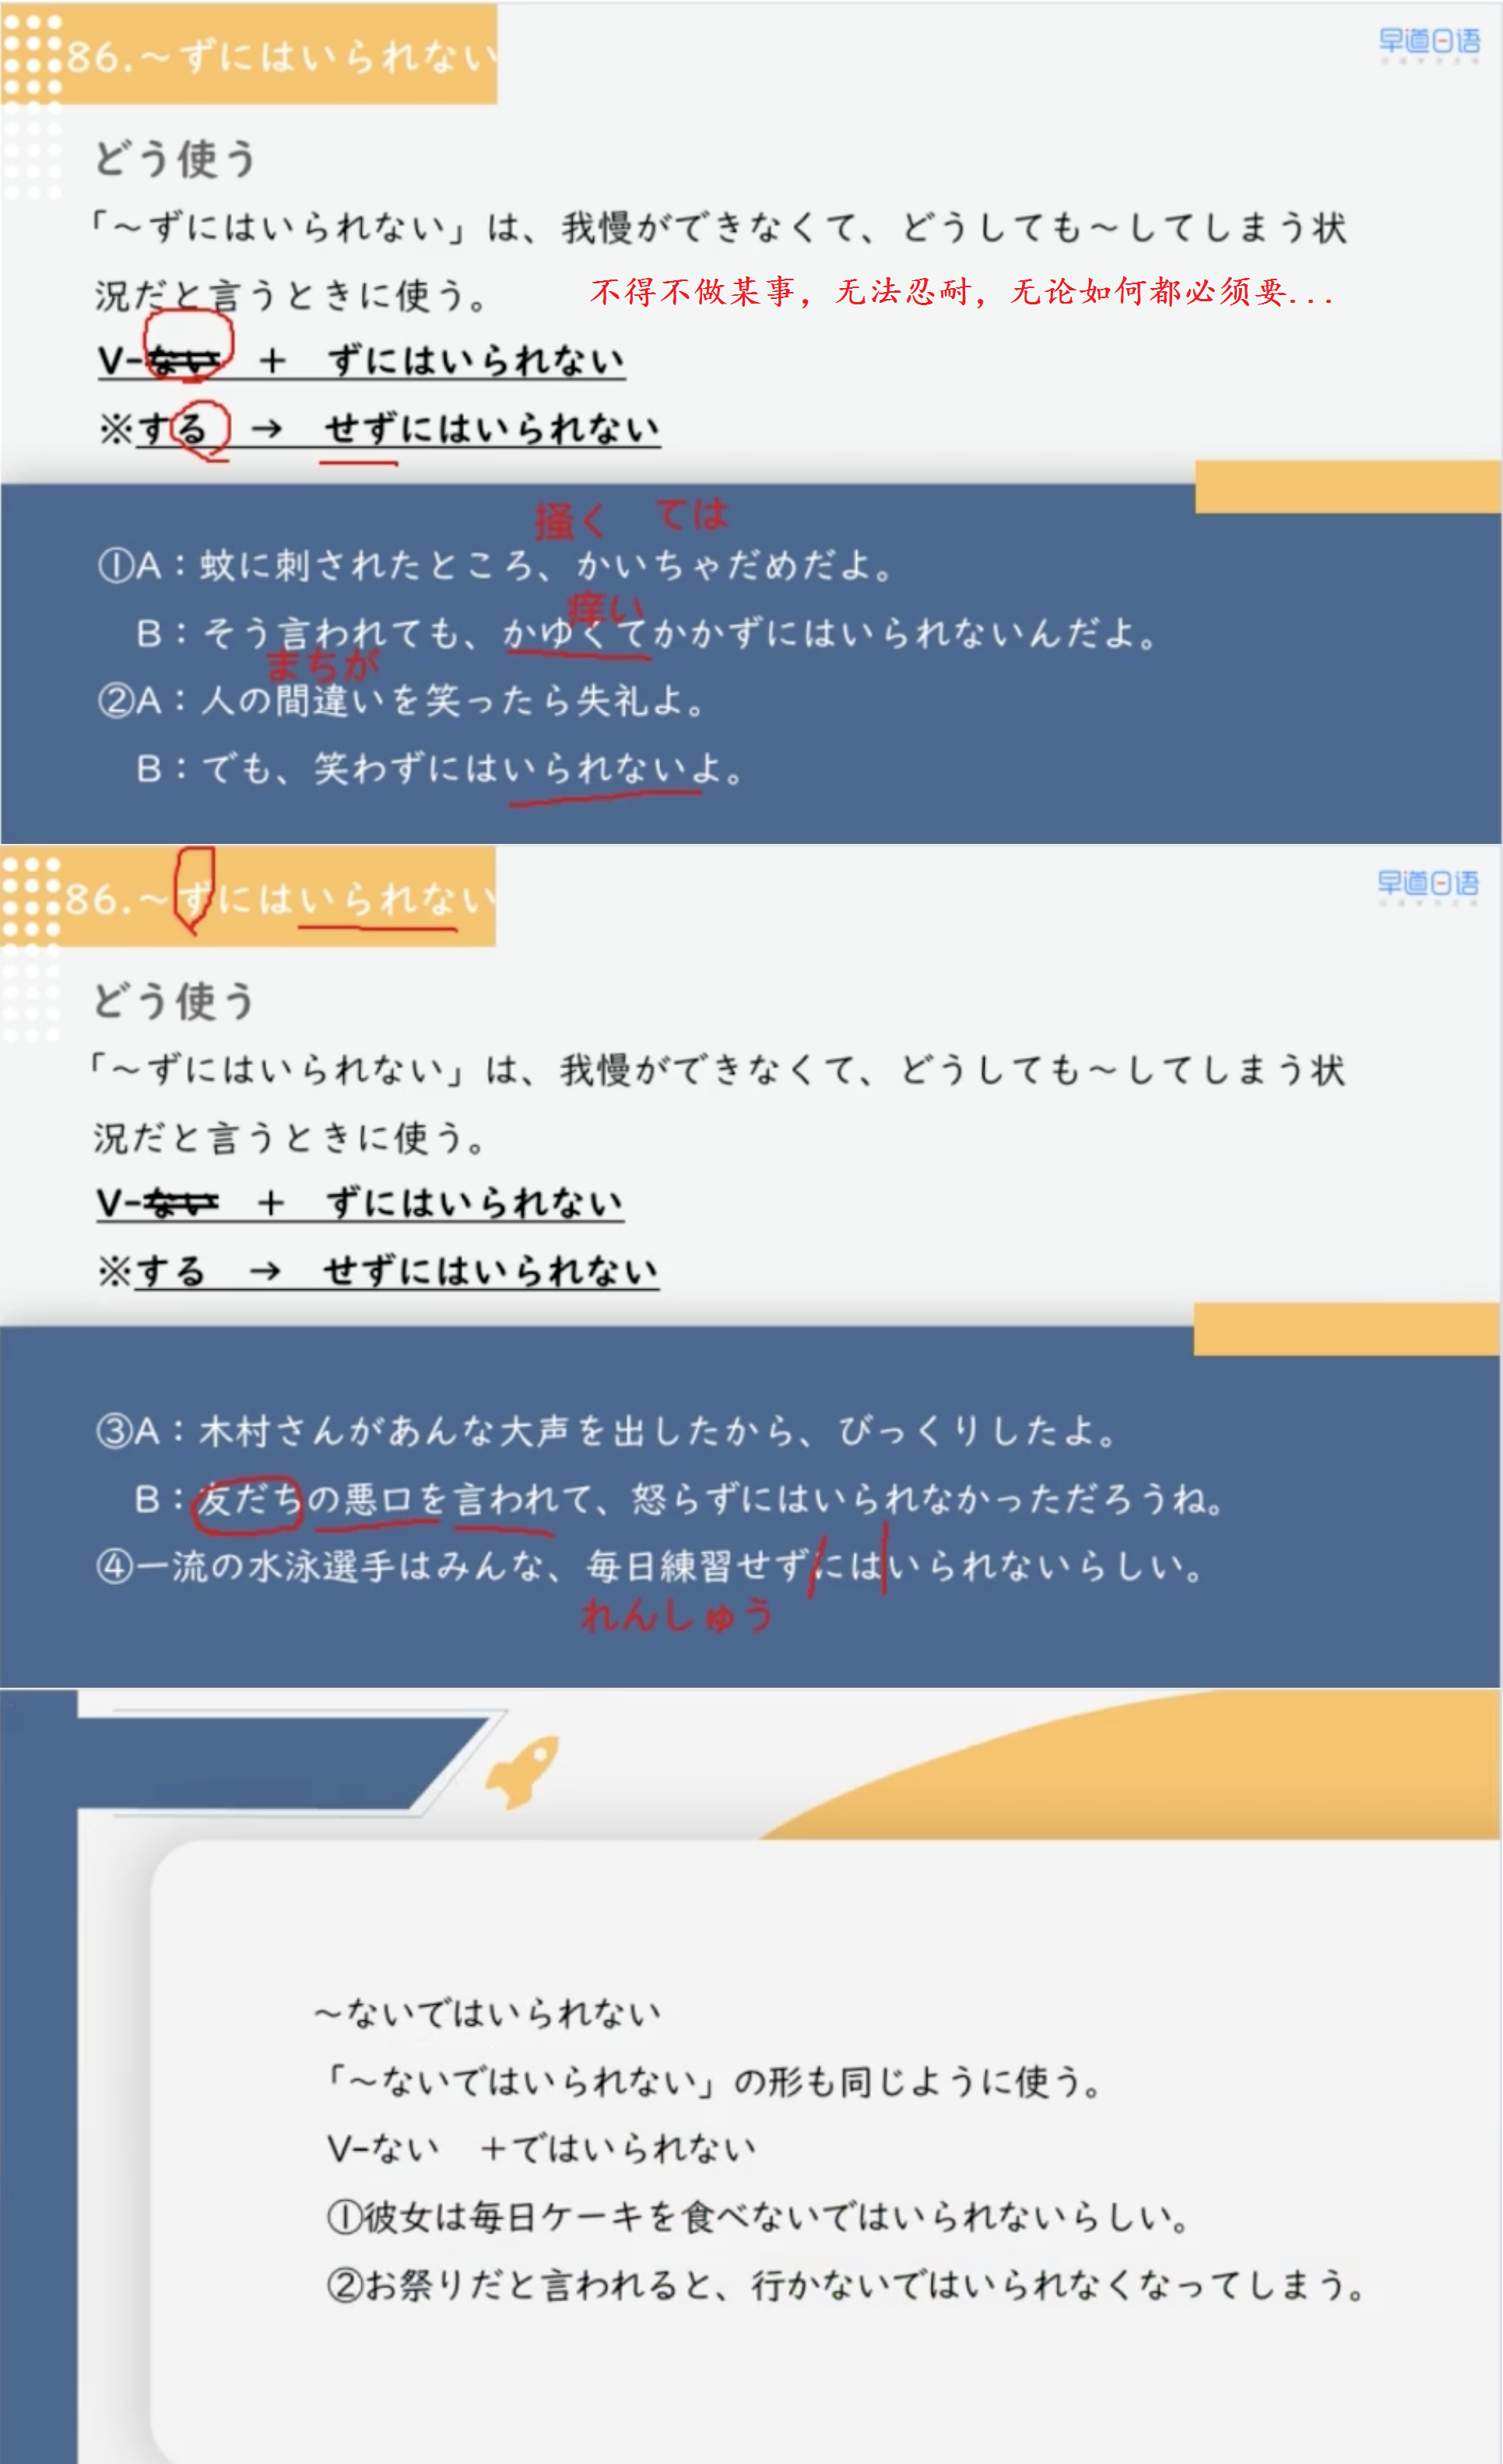 86.～ずにはいられない
早道日语
どう使う
「～ずにはいられない」は、我慢ができなくて、どうしても～してしまう状
況だと言うときに使う。
不得不做某事，无法忍耐，无论如何都必须要...
V-ない　＋　ずにはいられない
※する　→　せずにはいられない
掻く　ては
①A：蚊に刺されたところ、かいちゃだめだよ。
痒い
B：そう言われても、かゆくてかかずにはいられないんだよ。
まちが
②A：人の間違いを笑ったら失礼よ。
B：でも、笑わずにはいられないよ。
86.～ずにはいられない
早道日语
どう使う
「～ずにはいられない」は、我慢ができなくて、どうしても～してしまう状
況だと言うときに使う。
V-ない　＋　ずにはいられない
※する　→　せずにはいられない
③A：木村さんがあんな大声を出したから、びっくりしたよ。
B：友だちの悪口を言われて、怒らずにはいられなかっただろうね。
④一流の水泳選手はみんな、毎日練習せずにはいられないらしい。
れんしゅう
～ないではいられない
「～ないではいられない」の形も同じように使う。
V-ない　＋ではいられない
①彼女は毎日ケーキを食べないではいられないらしい。
②お祭りだと言われると、行かないではいられなくなってしまう。